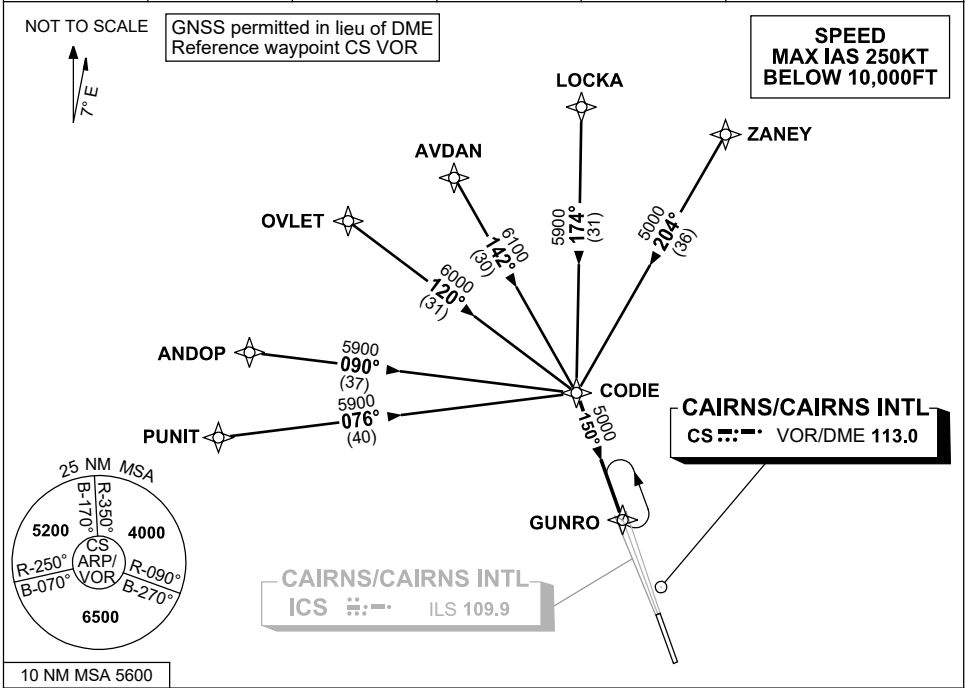 NOT TO SCALE
GNSS permitted in lieu of DME
Reference waypoint CS VOR
SPEED
MAX IAS 250KT
BELOW 10,000FT
7° E
LOCKA
ZANEY
AVDAN
OVLET
5900
174°
(31)
5000
204°
(36)
6100
142°
(30)
6000
120°
(31)
ANDOP
5900
090°
(37)
CODIE
5900
076°
(40)
PUNIT
5000
150°
CAIRNS/CAIRNS INTL
CS VOR/DME 113.0
GUNRO
25 NM MSA
B-170°
R-350°
5200
4000
CS
ARP/
VOR
R-250°
B-070°
R-090°
B-270°
6500
CAIRNS/CAIRNS INTL
ICS ILS 109.9
10 NM MSA 5600